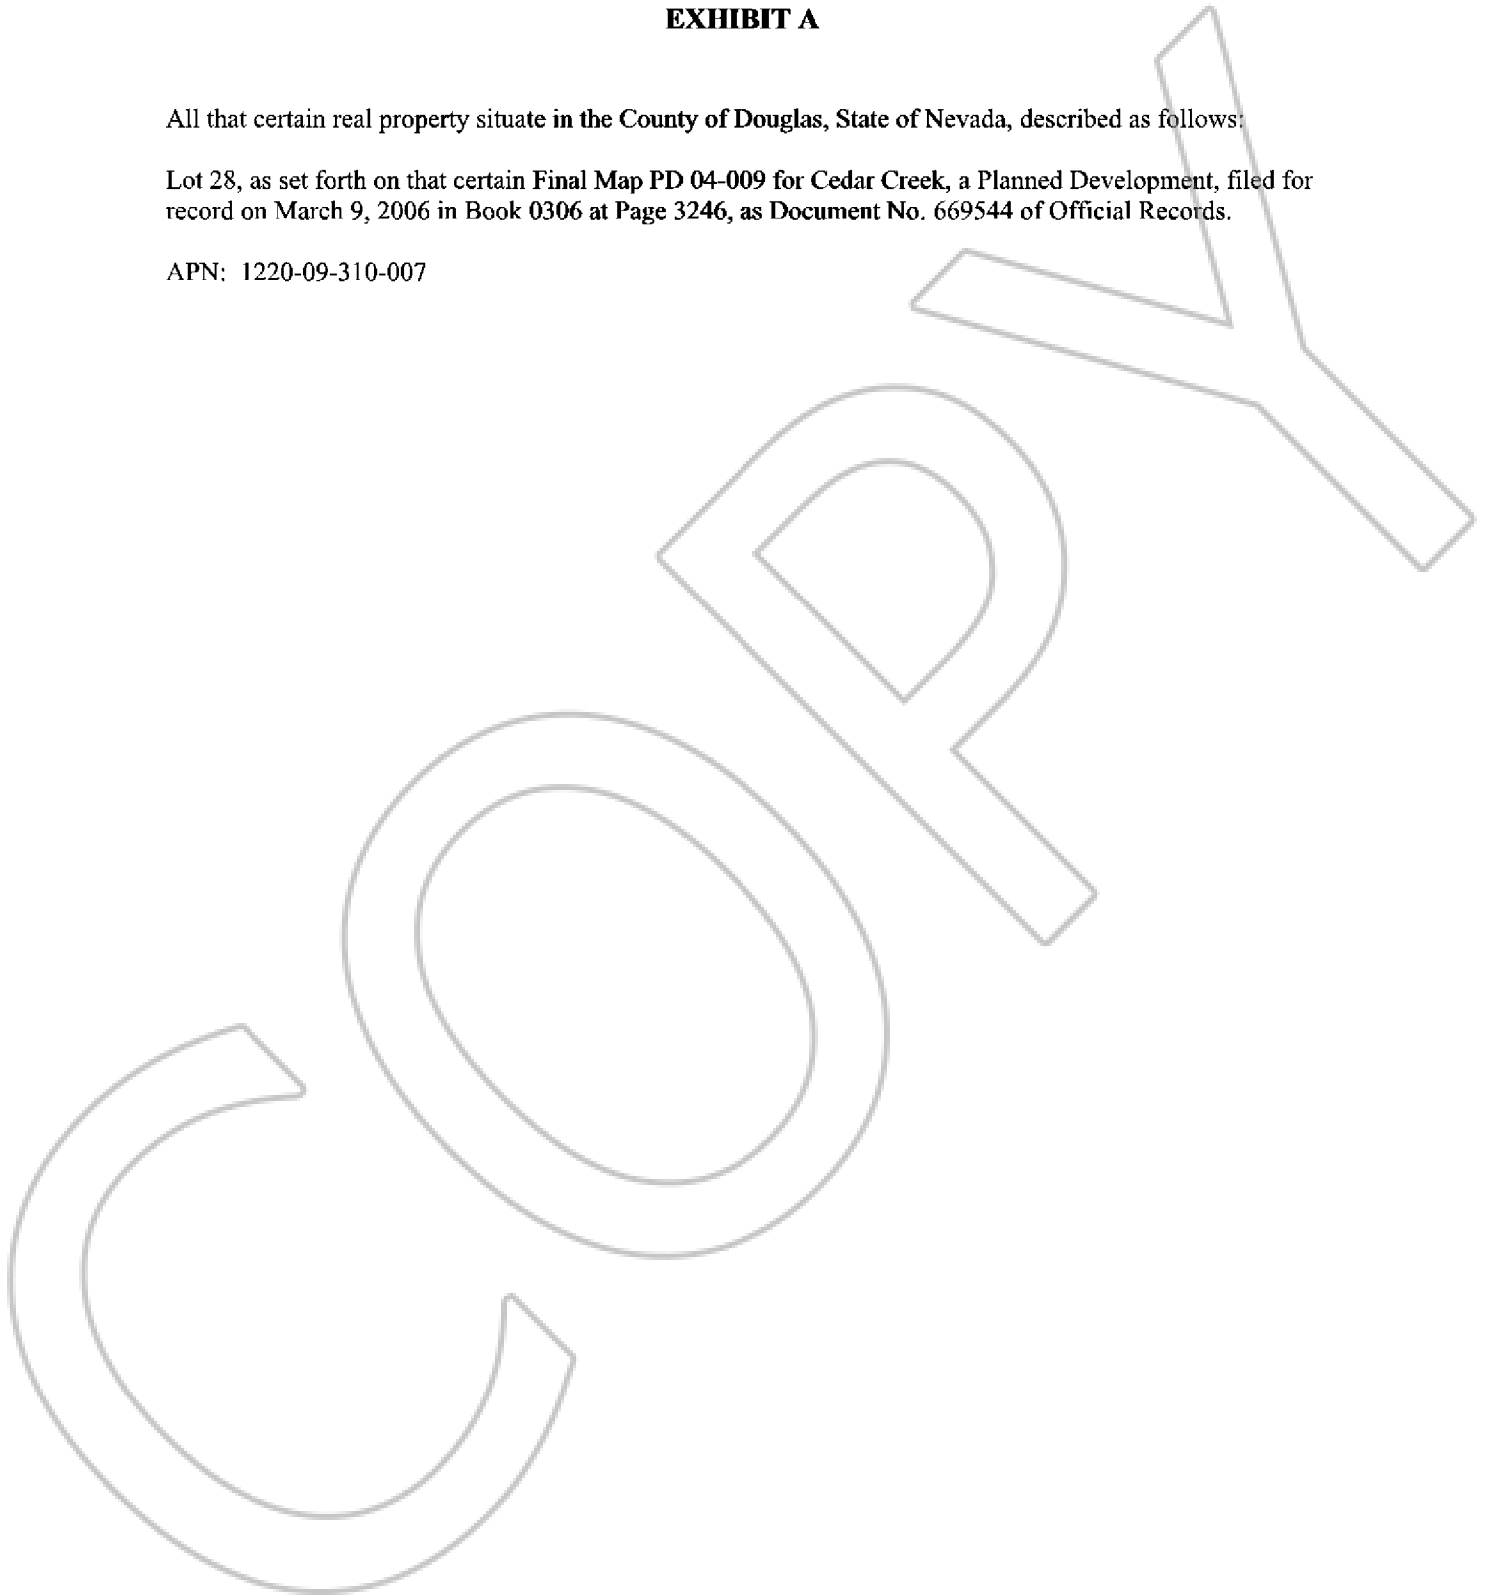 EXHIBIT A
All that certain real property situate in the County of Douglas, State of Nevada, described as follows:
Lot 28, as set forth on that certain Final Map PD 04-009 for Cedar Creek, a Planned Development, filed for
record on March 9, 2006 in Book 0306 at Page 3246, as Document No. 669544 of Official Records.
APN: 1220-09-310-007
COPY